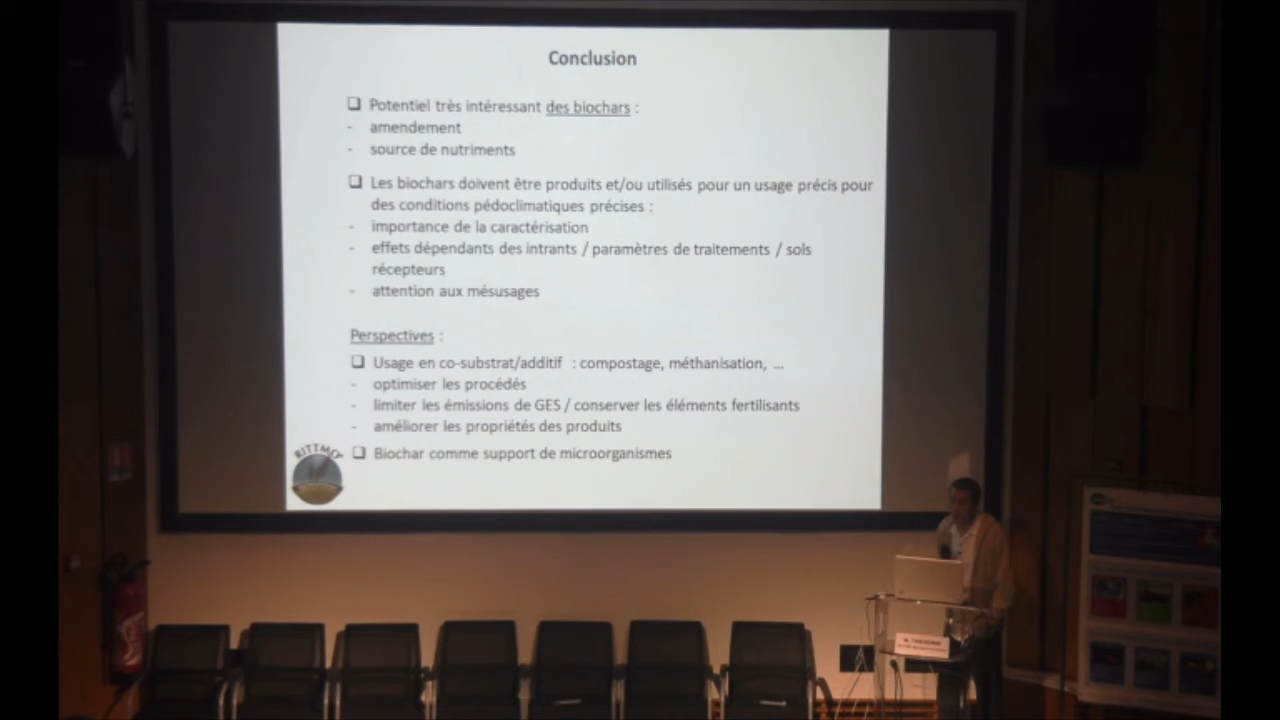 Conclusion
❑ Potentiel très intéressant des biochars :
- amendement
- source de nutriments
❑ Les biochars doivent être produits et/ou utilisés pour un usage précis pour
des conditions pédoclimatiques précises :
- importance de la caractérisation
- effets dépendants des intrants / paramètres de traitements / sols
récepteurs
- attention aux mésusages
Perspectives :
❑ Usage en co-substrat/additif : compostage, méthanisation, ...
- optimiser les procédés
- limiter les émissions de GES / conserver les éléments fertilisants
- améliorer les propriétés des produits
❑ Biochar comme support de microorganismes
RITTMO